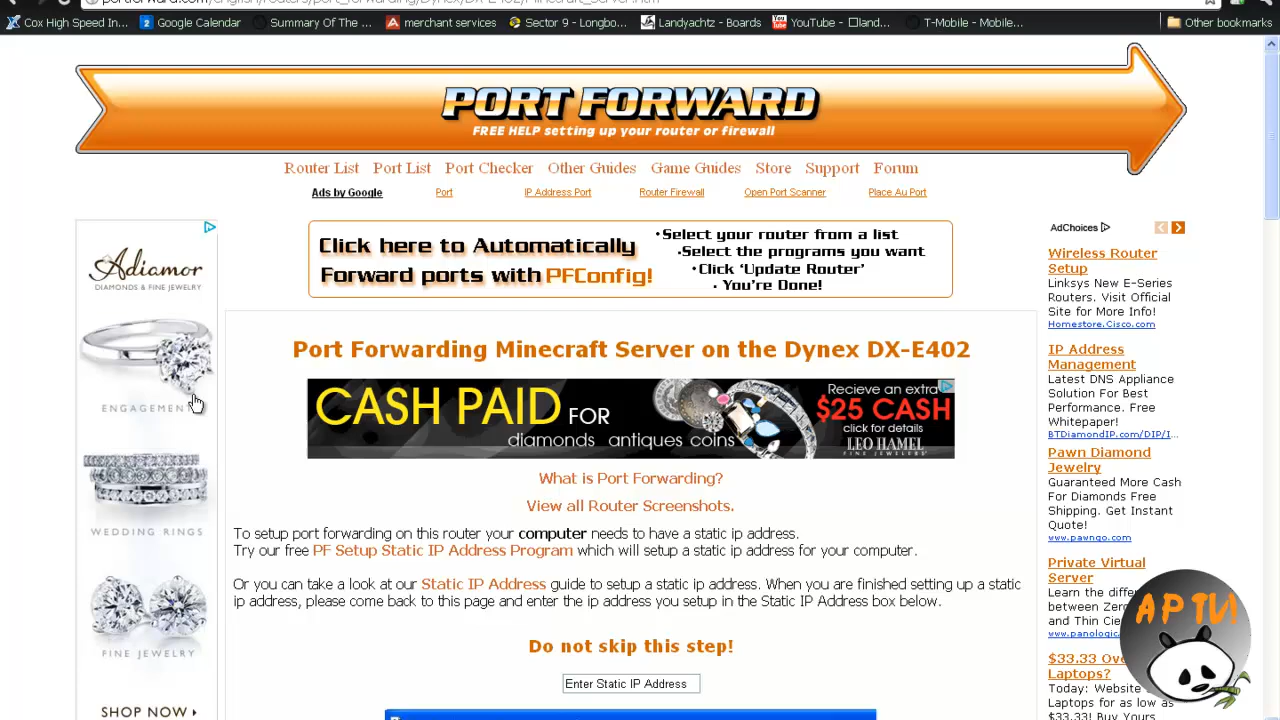 Cox High Speed In...
Google Calendar
Summary Of The ...
merchant services
Sector 9 - Longbo...
Landyachtz - Boards
YouTube -
T-Mobile - Mobile...
Other bookmarks
PORT FORWARD
FREE HELP setting up your router or firewall
Router List Port List Port Checker Other Guides Game Guides Store Support Forum
Ads by Google Port IP Address Port Router Firewall Open Port Scanner Place Au Port
Adiamor
DIAMONDS & FINE JEWELRY
ENGAGEMENT
WEDDING RINGS
FINE JEWELRY
SHOP NOW
Click here to Automatically
Forward ports with PFConfig!
•Select your router from a list
•Select the programs you want
•Click 'Update Router'
• You're Done!
Port Forwarding Minecraft Server on the Dynex DX-E402
CASH PAID FOR
diamonds antiques coins
Recieve an extra
$25 CASH
click for details
LEO HAMEL
FINE JEWELERS
What is Port Forwarding?
View all Router Screenshots.
To setup port forwarding on this router your computer needs to have a static ip address.
Try our free PF Setup Static IP Address Program which will setup a static ip address for your computer.
Or you can take a look at our Static IP Address guide to setup a static ip address. When you are finished setting up a static
ip address, please come back to this page and enter the ip address you setup in the Static IP Address box below.
Do not skip this step!
Enter Static IP Address
AdChoices
Wireless Router
Setup
Linksys New E-Series
Routers. Visit Official
Site for More Info!
Homestore.Cisco.com
IP Address
Management
Latest DNS Appliance
Solution For Best
Performance. Free
Whitepaper!
BTDiamondIP.com/DIP/I...
Pawn Diamond
Jewelry
Guaranteed More Cash
For Diamonds Free
Shipping. Get Instant
Quote!
www.pawngo.com
Private Virtual
Server
Learn the
between
and Thin
www.panologic.
$33.33
Laptops?
Today: Website
Laptops for as low as
$33.33! Buy Yours